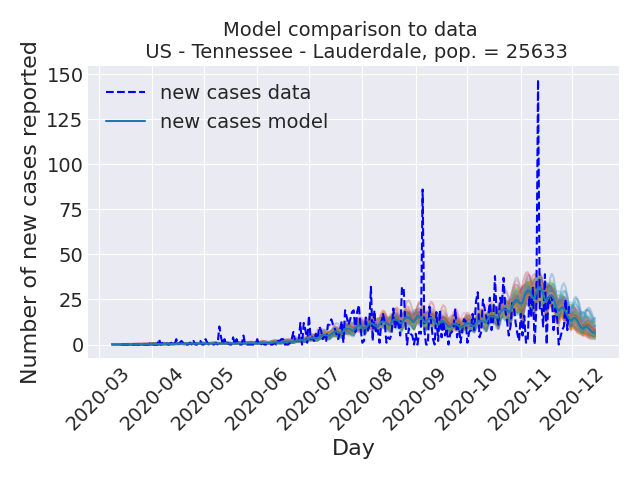 Model comparison to data
US - Tennessee - Lauderdale, pop. = 25633
Number of new cases reported
150
125
100
75
50
25
0
new cases data
new cases model
2020-03
2020-04
2020-05
2020-06
2020-07
2020-08
2020-09
2020-10
2020-11
2020-12
Day